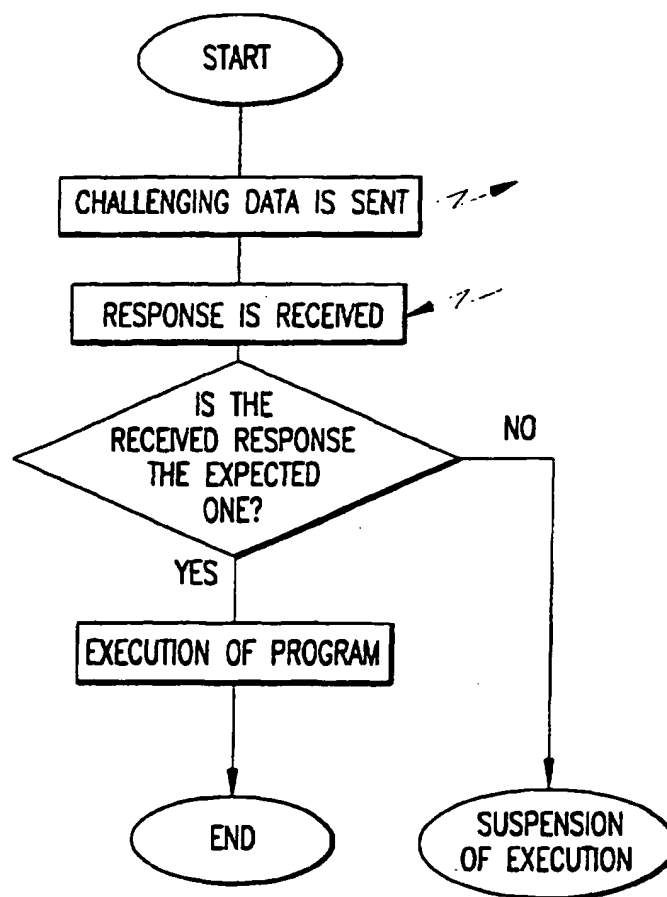 START
CHALLENGING DATA IS SENT
RESPONSE IS RECEIVED
IS THE
RECEIVED RESPONSE
THE EXPECTED
ONE?
NO
YES
EXECUTION OF PROGRAM
END
SUSPENSION
OF EXECUTION